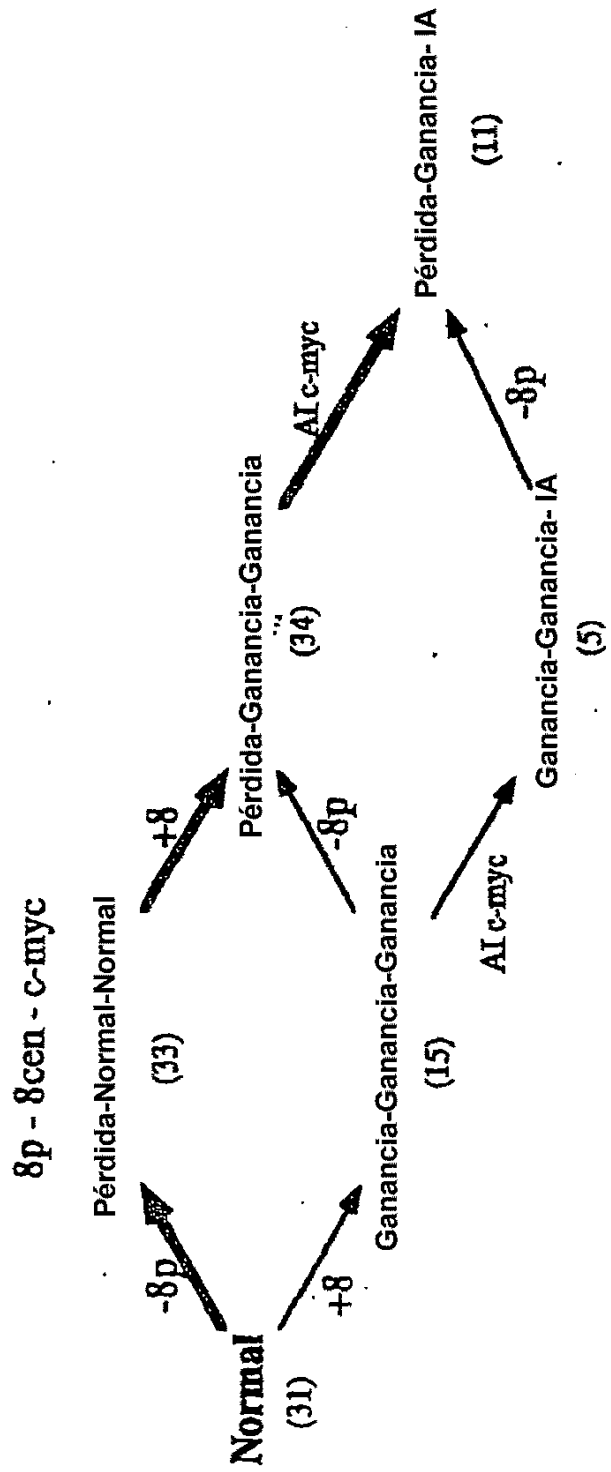 8p - 8cen - c-myc
Normal
(31)
-8p
+8
Pérdida-Normal-Normal
(33)
Ganancia-Ganancia-Ganancia
(15)
+8
-8p
AI c-myc
Pérdida-Ganancia-Ganancia
(34)
Ganancia-Ganancia- IA
(5)
AI c-myc
-8p
Pérdida-Ganancia- IA
(11)